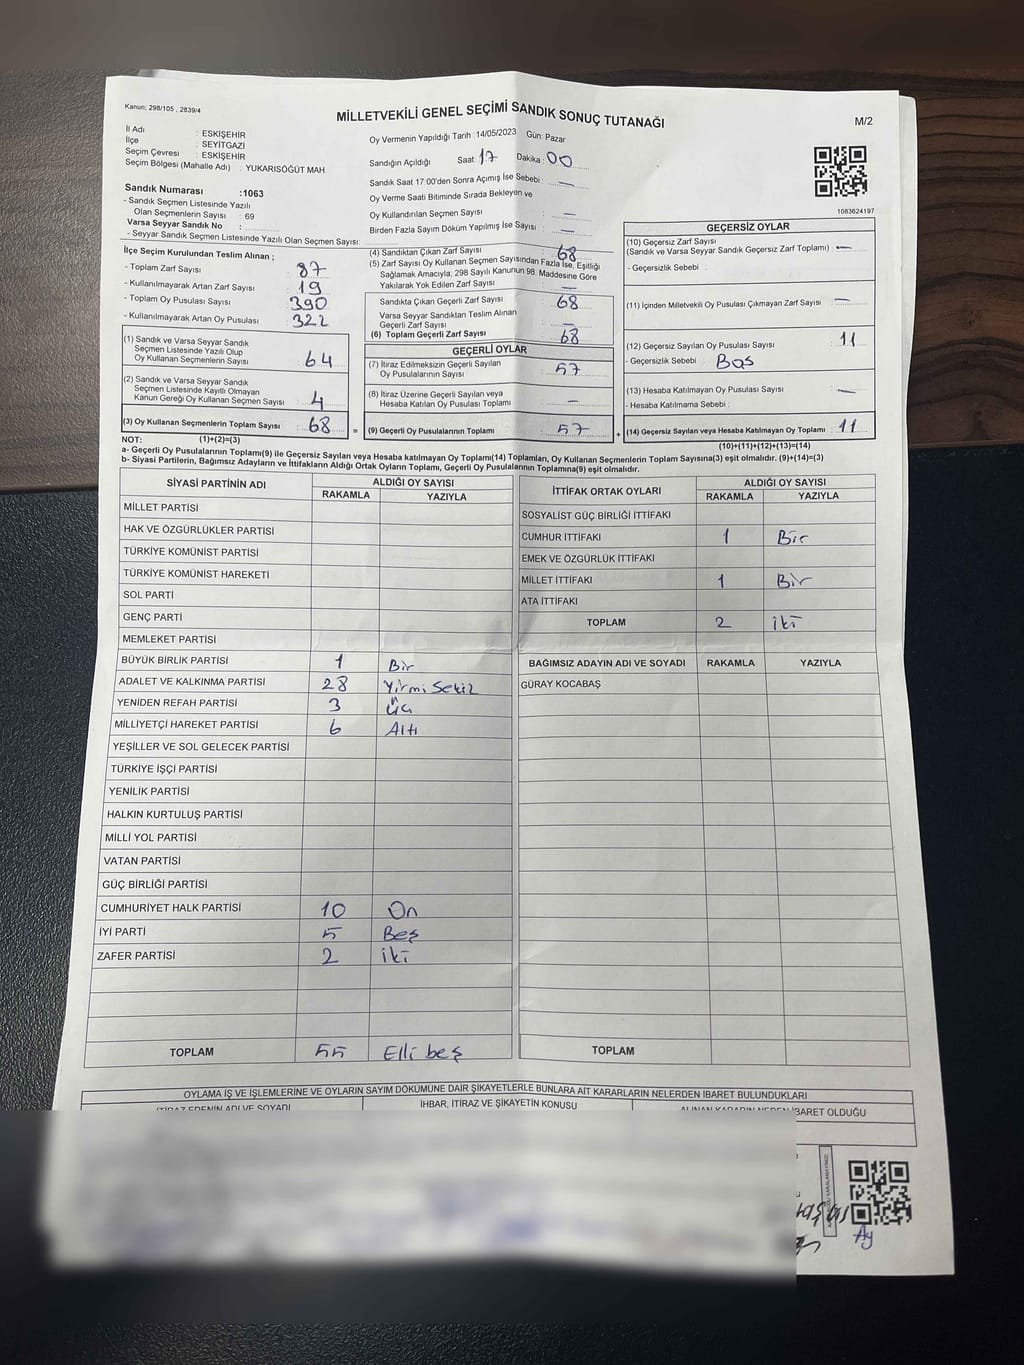 Kanun; 298/105 , 2839/4
MİLLETVEKİLİ GENEL SEÇİMİ SANDIK SONUÇ TUTANAĞI
M/2
İl Adı : ESKİŞEHİR
İlçe : SEYİTGAZİ
Seçim Çevresi : ESKİŞEHİR
Seçim Bölgesi (Mahalle Adı) : YUKARISÖĞÜT MAH
Sandık Numarası :1063
- Sandık Seçmen Listesinde Yazılı
Olan Seçmenlerin Sayısı : 69
Varsa Seyyar Sandık No :
- Seyyar Sandık Seçmen Listesinde Yazılı Olan Seçmen Sayısı:
Oy Vermenin Yapıldığı Tarih : 14/05/2023 Gün: Pazar
Sandığın Açıldığı Saat : 17 Dakika : 00
Sandık Saat 17:00'den Sonra Açımış İse Sebebi : —
Oy Verme Saati Bitiminde Sırada Bekleyen ve
Oy Kullandırılan Seçmen Sayısı : —
Birden Fazla Sayım Döküm Yapılmış İse Sayısı : —
1083624197
İlçe Seçim Kurulundan Teslim Alınan ;
- Toplam Zarf Sayısı : 87
- Kullanılmayarak Artan Zarf Sayısı : 19
- Toplam Oy Pusulası Sayısı : 390
- Kullanılmayarak Artan Oy Pusulası : 322
(1) Sandık ve Varsa Seyyar Sandık
Seçmen Listesinde Yazılı Olup
Oy Kullanan Seçmenlerin Sayısı : 64
(2) Sandık ve Varsa Seyyar Sandık
Seçmen Listesinde Kayıtlı Olmayan
Kanun Gereği Oy Kullanan Seçmen Sayısı : 4
(3) Oy Kullanan Seçmenlerin Toplam Sayısı : 68
(4) Sandıktan Çıkan Zarf Sayısı : 68
(5) Zarf Sayısı Oy Kullanan Seçmen Sayısından Fazla İse, Eşitliği
Sağlamak Amacıyla, 298 Sayılı Kanunun 98. Maddesine Göre
Yakılarak Yok Edilen Zarf Sayısı : —
Sandıkta Çıkan Geçerli Zarf Sayısı : 68
Varsa Seyyar Sandıktan Teslim Alınan
Geçerli Zarf Sayısı : —
(6) Toplam Geçerli Zarf Sayısı : 68
GEÇERLİ OYLAR
(7) İtiraz Edilmeksizin Geçerli Sayılan
Oy Pusulalarının Sayısı : 57
(8) İtiraz Üzerine Geçerli Sayılan veya
Hesaba Katılan Oy Pusulası Toplamı : —
= (9) Geçerli Oy Pusulalarının Toplamı : 57
GEÇERSİZ OYLAR
(10) Geçersiz Zarf Sayısı
(Sandık ve Varsa Seyyar Sandık Geçersiz Zarf Toplamı) : —
- Geçersizlik Sebebi :
(11) İçinden Milletvekili Oy Pusulası Çıkmayan Zarf Sayısı : —
(12) Geçersiz Sayılan Oy Pusulası Sayısı : 11
- Geçersizlik Sebebi : Boş
(13) Hesaba Katılmayan Oy Pusulası Sayısı : —
- Hesaba Katılmama Sebebi :
+ (14) Geçersiz Sayılan veya Hesaba Katılmayan Oy Toplamı : 11
NOT: (1)+(2)=(3) (10)+(11)+(12)+(13)=(14)
a- Geçerli Oy Pusulalarının Toplamı(9) ile Geçersiz Sayılan veya Hesaba katılmayan Oy Toplamı(14) Toplamları, Oy Kullanan Seçmenlerin Toplam Sayısına(3) eşit olmalıdır. (9)+(14)=(3)
b- Siyasi Partilerin, Bağımsız Adayların ve İttifakların Aldığı Ortak Oyların Toplamı, Geçerli Oy Pusulalarının Toplamına(9) eşit olmalıdır.
SİYASİ PARTİNİN ADI ALDIĞI OY SAYISI
RAKAMLA YAZIYLA
MİLLET PARTİSİ
HAK VE ÖZGÜRLÜKLER PARTİSİ
TÜRKİYE KOMÜNİST PARTİSİ
TÜRKİYE KOMÜNİST HAREKETİ
SOL PARTİ
GENÇ PARTİ
MEMLEKET PARTİSİ
BÜYÜK BİRLİK PARTİSİ 1 Bir
ADALET VE KALKINMA PARTİSİ 28 Yirmi Sekiz
YENİDEN REFAH PARTİSİ 3 Üç
MİLLİYETÇİ HAREKET PARTİSİ 6 Altı
YEŞİLLER VE SOL GELECEK PARTİSİ
TÜRKİYE İŞÇİ PARTİSİ
YENİLİK PARTİSİ
HALKIN KURTULUŞ PARTİSİ
MİLLİ YOL PARTİSİ
VATAN PARTİSİ
GÜÇ BİRLİĞİ PARTİSİ
CUMHURİYET HALK PARTİSİ 10 On
İYİ PARTİ 5 Beş
ZAFER PARTİSİ 2 iki
TOPLAM 55 Elli beş
İTTİFAK ORTAK OYLARI ALDIĞI OY SAYISI
RAKAMLA YAZIYLA
SOSYALİST GÜÇ BİRLİĞİ İTTİFAKI
CUMHUR İTTİFAKI 1 Bir
EMEK VE ÖZGÜRLÜK İTTİFAKI
MİLLET İTTİFAKI 1 Bir
ATA İTTİFAKI
TOPLAM 2 iki
BAĞIMSIZ ADAYIN ADI VE SOYADI RAKAMLA YAZIYLA
GÜRAY KOCABAŞ
TOPLAM
OYLAMA İŞ VE İŞLEMLERİNE VE OYLARIN SAYIM DÖKÜMÜNE DAİR ŞİKAYETLERLE BUNLARA AİT KARARLARIN NELERDEN İBARET BULUNDUKLARI
İTİRAZ EDENİN ADI VE SOYADI İHBAR, İTİRAZ VE ŞİKAYETİN KONUSU ALINAN KARARIN NEDEN İBARET OLDUĞU
Ay